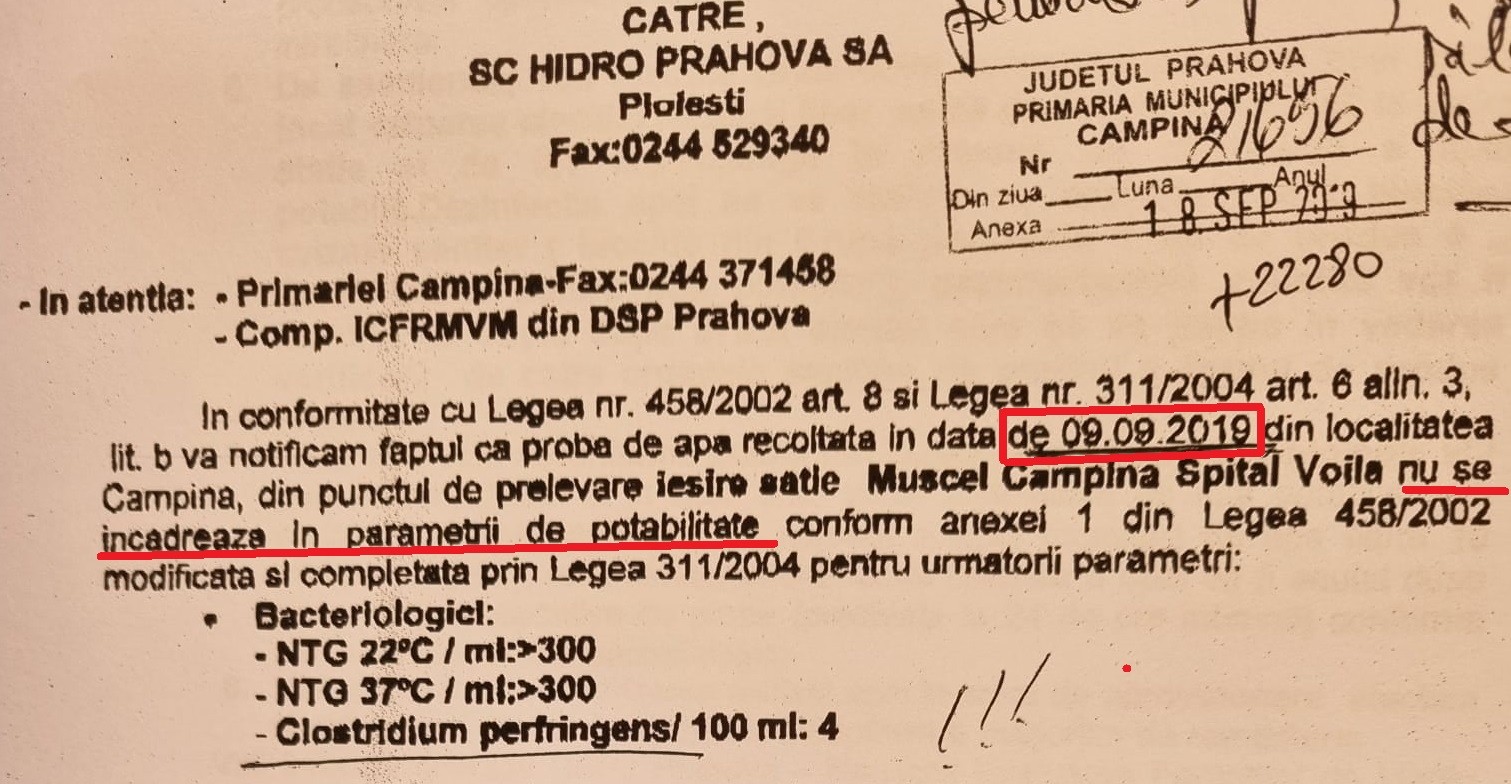 CATRE ,
SC HIDRO PRAHOVA SA
Ploiesti
Fax:0244 529340
JUDETUL PRAHOVA
PRIMARIA MUNICIPIULUI
CAMPINA
Nr 21656
Din ziua Luna Anul
Anexa 18 SEP 2019
de
+22280
- In atentia: - Primariei Campina-Fax:0244 371458
- Comp. ICFRMVM din DSP Prahova
In conformitate cu Legea nr. 458/2002 art. 8 si Legea nr. 311/2004 art. 6 alin. 3,
lit. b va notificam faptul ca proba de apa recoltata in data de 09.09.2019 din localitatea
Campina, din punctul de prelevare iesire satie Muscel Campina Spital Voila nu se
incadreaza in parametrii de potabilitate conform anexei 1 din Legea 458/2002
modificata si completata prin Legea 311/2004 pentru urmatorii parametri:
• Bacteriologici:
- NTG 22ºC / ml:>300
- NTG 37ºC / ml:>300
- Clostridium perfringens/ 100 ml: 4
!!!